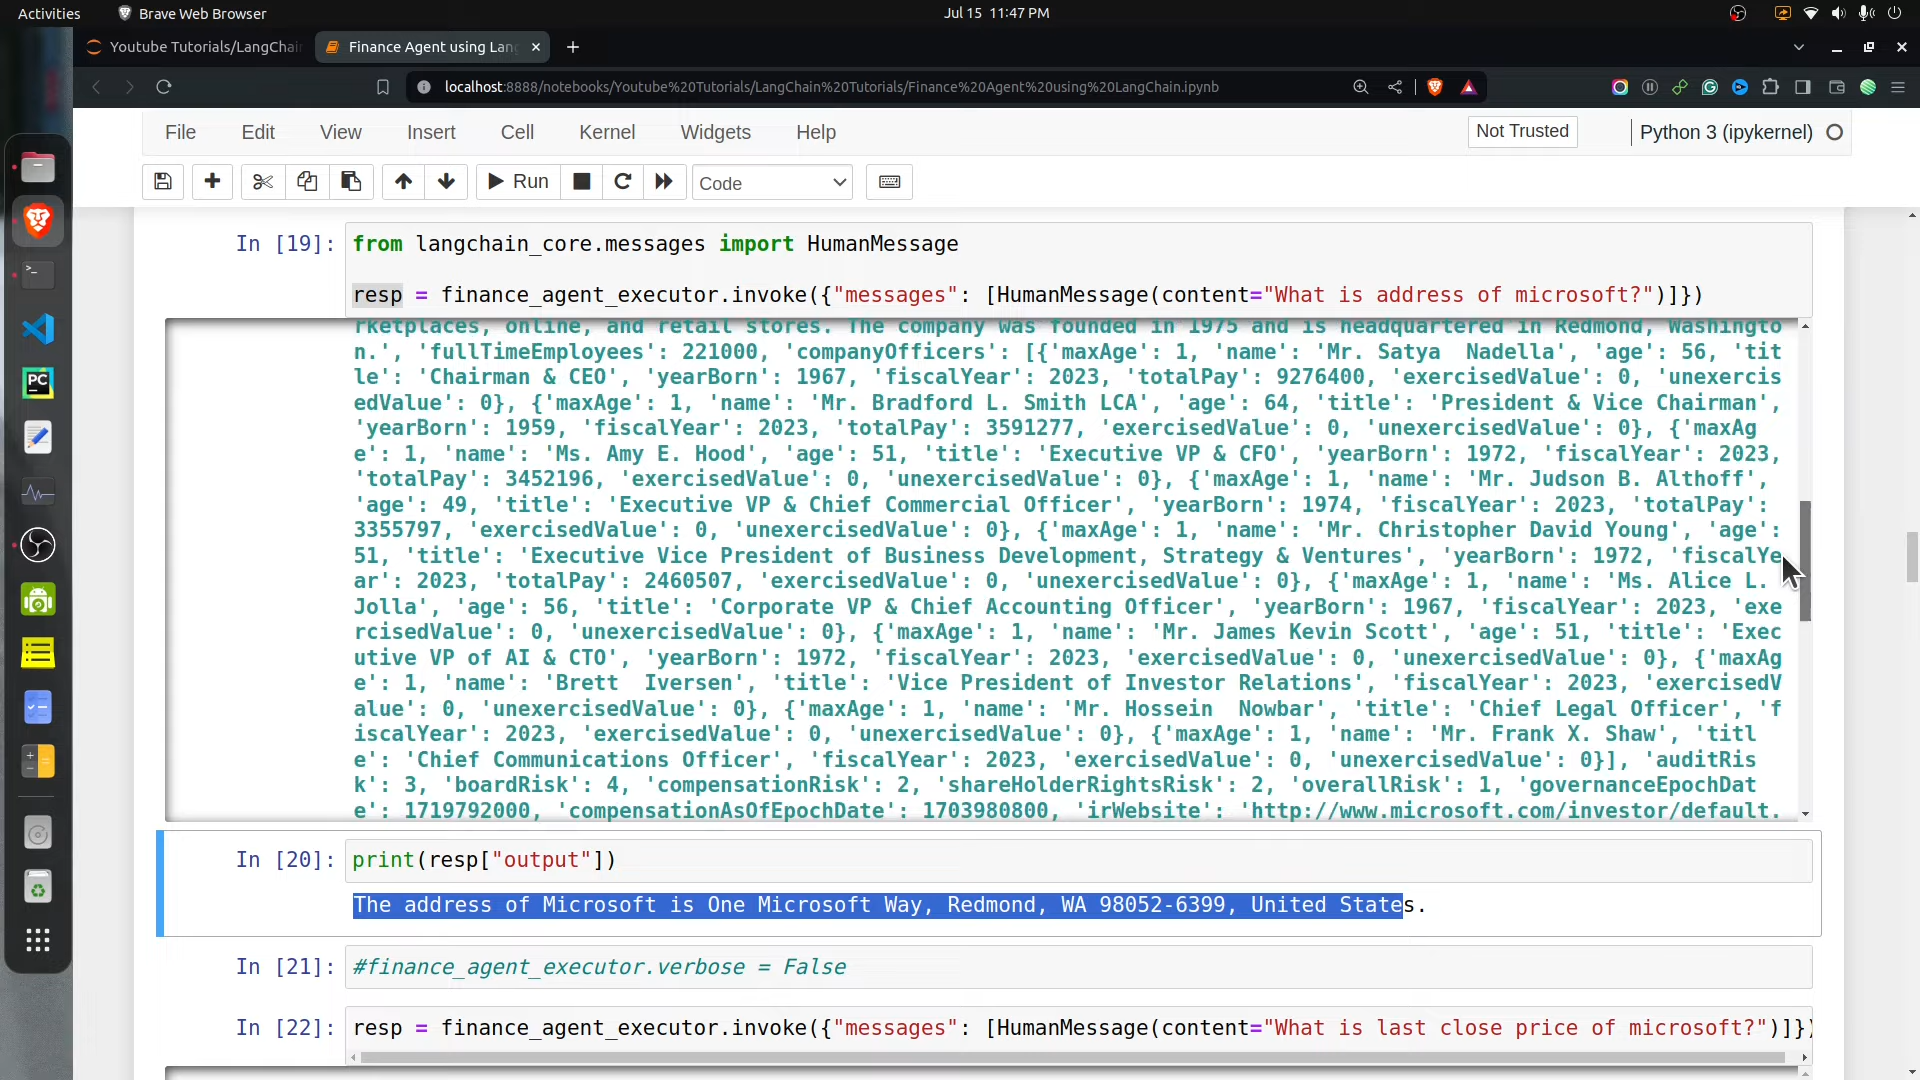 Activities
Brave Web Browser
Jul 15 11:47 PM
Youtube Tutorials/LangChai
Finance Agent using Lan
localhost:8888/notebooks/Youtube%20Tutorials/LangChain%20Tutorials/Finance%20Agent%20using%20LangChain.ipynb
File Edit View Insert Cell Kernel Widgets Help
Not Trusted
Python 3 (ipykernel)
Run
Code
In [19]: from langchain_core.messages import HumanMessage
resp = finance_agent_executor.invoke({"messages": [HumanMessage(content="What is address of microsoft?")]})
rketplaces, online, and retail stores. The company was founded in 1975 and is headquartered in Redmond, Washingto
n.', 'fullTimeEmployees': 221000, 'companyOfficers': [{'maxAge': 1, 'name': 'Mr. Satya  Nadella', 'age': 56, 'tit
le': 'Chairman & CEO', 'yearBorn': 1967, 'fiscalYear': 2023, 'totalPay': 9276400, 'exercisedValue': 0, 'unexercis
edValue': 0}, {'maxAge': 1, 'name': 'Mr. Bradford L. Smith LCA', 'age': 64, 'title': 'President & Vice Chairman',
'yearBorn': 1959, 'fiscalYear': 2023, 'totalPay': 3591277, 'exercisedValue': 0, 'unexercisedValue': 0}, {'maxAg
e': 1, 'name': 'Ms. Amy E. Hood', 'age': 51, 'title': 'Executive VP & CFO', 'yearBorn': 1972, 'fiscalYear': 2023,
'totalPay': 3452196, 'exercisedValue': 0, 'unexercisedValue': 0}, {'maxAge': 1, 'name': 'Mr. Judson B. Althoff',
'age': 49, 'title': 'Executive VP & Chief Commercial Officer', 'yearBorn': 1974, 'fiscalYear': 2023, 'totalPay':
3355797, 'exercisedValue': 0, 'unexercisedValue': 0}, {'maxAge': 1, 'name': 'Mr. Christopher David Young', 'age':
51, 'title': 'Executive Vice President of Business Development, Strategy & Ventures', 'yearBorn': 1972, 'fiscalYe
ar': 2023, 'totalPay': 2460507, 'exercisedValue': 0, 'unexercisedValue': 0}, {'maxAge': 1, 'name': 'Ms. Alice L.
Jolla', 'age': 56, 'title': 'Corporate VP & Chief Accounting Officer', 'yearBorn': 1967, 'fiscalYear': 2023, 'exe
rcisedValue': 0, 'unexercisedValue': 0}, {'maxAge': 1, 'name': 'Mr. James Kevin Scott', 'age': 51, 'title': 'Exec
utive VP of AI & CTO', 'yearBorn': 1972, 'fiscalYear': 2023, 'exercisedValue': 0, 'unexercisedValue': 0}, {'maxAg
e': 1, 'name': 'Brett  Iversen', 'title': 'Vice President of Investor Relations', 'fiscalYear': 2023, 'exercisedV
alue': 0, 'unexercisedValue': 0}, {'maxAge': 1, 'name': 'Mr. Hossein  Nowbar', 'title': 'Chief Legal Officer', 'f
iscalYear': 2023, 'exercisedValue': 0, 'unexercisedValue': 0}, {'maxAge': 1, 'name': 'Mr. Frank X. Shaw', 'titl
e': 'Chief Communications Officer', 'fiscalYear': 2023, 'exercisedValue': 0, 'unexercisedValue': 0}], 'auditRis
k': 3, 'boardRisk': 4, 'compensationRisk': 2, 'shareHolderRightsRisk': 2, 'overallRisk': 1, 'governanceEpochDat
e': 1719792000, 'compensationAsOfEpochDate': 1703980800, 'irWebsite': 'http://www.microsoft.com/investor/default.
In [20]: print(resp["output"])
The address of Microsoft is One Microsoft Way, Redmond, WA 98052-6399, United States.
In [21]: #finance_agent_executor.verbose = False
In [22]: resp = finance_agent_executor.invoke({"messages": [HumanMessage(content="What is last close price of microsoft?")]})